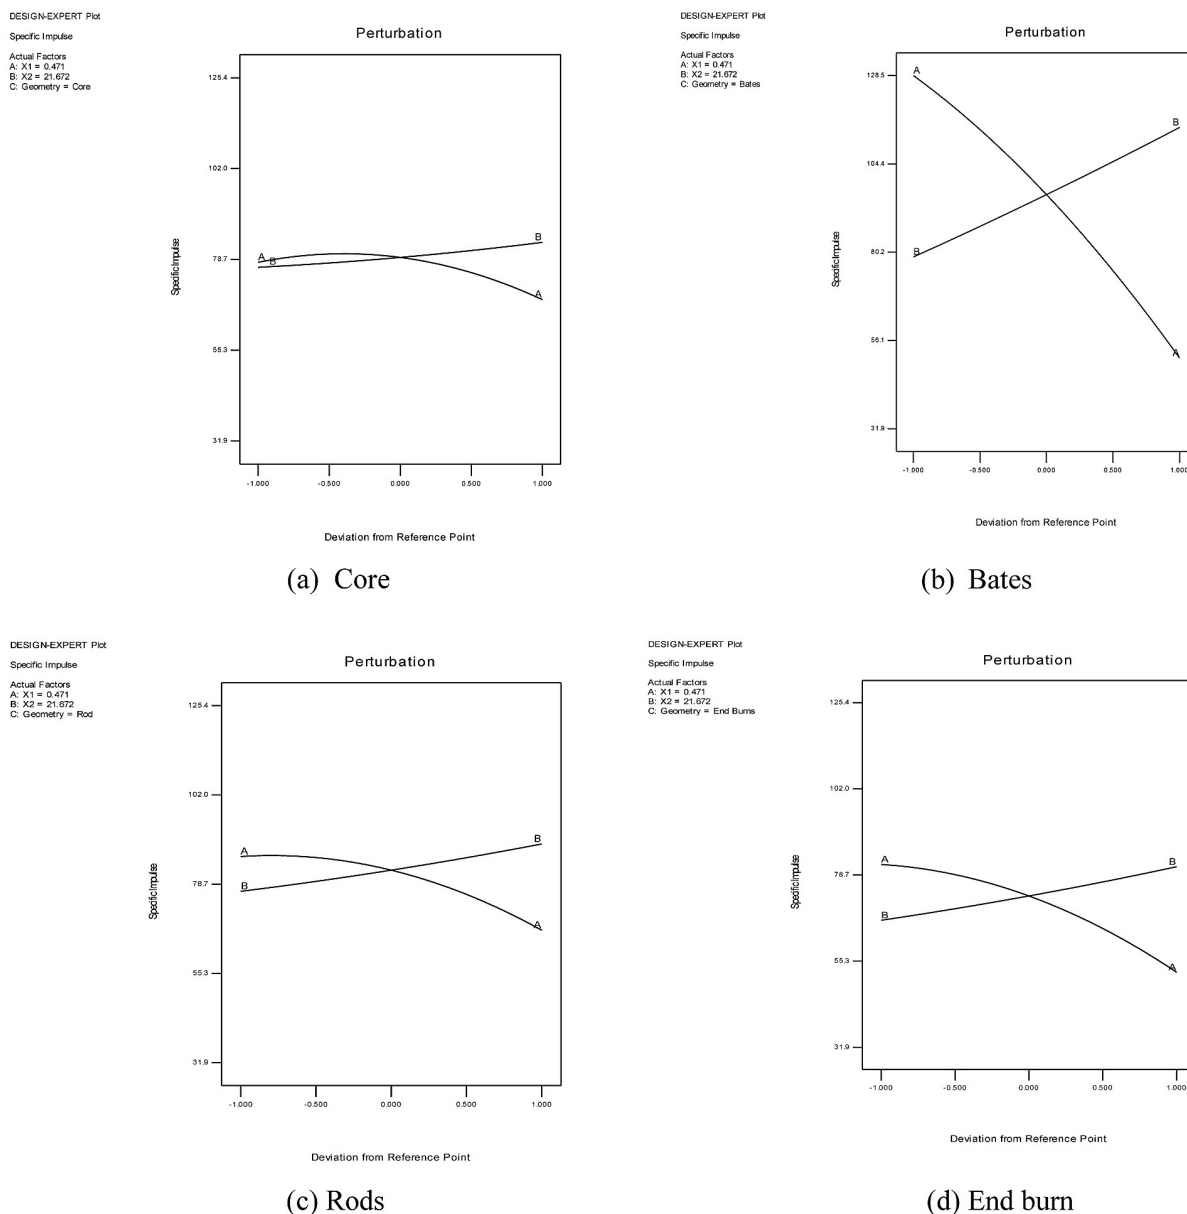 DESIGN-EXPERT Plot
Specific Impulse
Actual Factors
A: X1 = 0.471
B: X2 = 21.672
C: Geometry = Core
Perturbation
125.4
102.0
78.7
55.3
31.9
Specific Impulse
A
B
B
A
-1.000
-0.500
0.000
0.500
1.000
Deviation from Reference Point
(a) Core
DESIGN-EXPERT Plot
Specific Impulse
Actual Factors
A: X1 = 0.471
B: X2 = 21.672
C: Geometry = Bates
Perturbation
128.5
104.4
80.2
56.1
31.9
Specific Impulse
A
B
B
A
-1.000
-0.500
0.000
0.500
1.000
Deviation from Reference Point
(b) Bates
DESIGN-EXPERT Plot
Specific Impulse
Actual Factors
A: X1 = 0.471
B: X2 = 21.672
C: Geometry = Rod
Perturbation
125.4
102.0
78.7
55.3
31.9
Specific Impulse
A
B
B
A
-1.000
-0.500
0.000
0.500
1.000
Deviation from Reference Point
(c) Rods
DESIGN-EXPERT Plot
Specific Impulse
Actual Factors
A: X1 = 0.471
B: X2 = 21.672
C: Geometry = End Burns
Perturbation
125.4
102.0
78.7
55.3
31.9
Specific Impulse
A
B
B
A
-1.000
-0.500
0.000
0.500
1.000
Deviation from Reference Point
(d) End burn